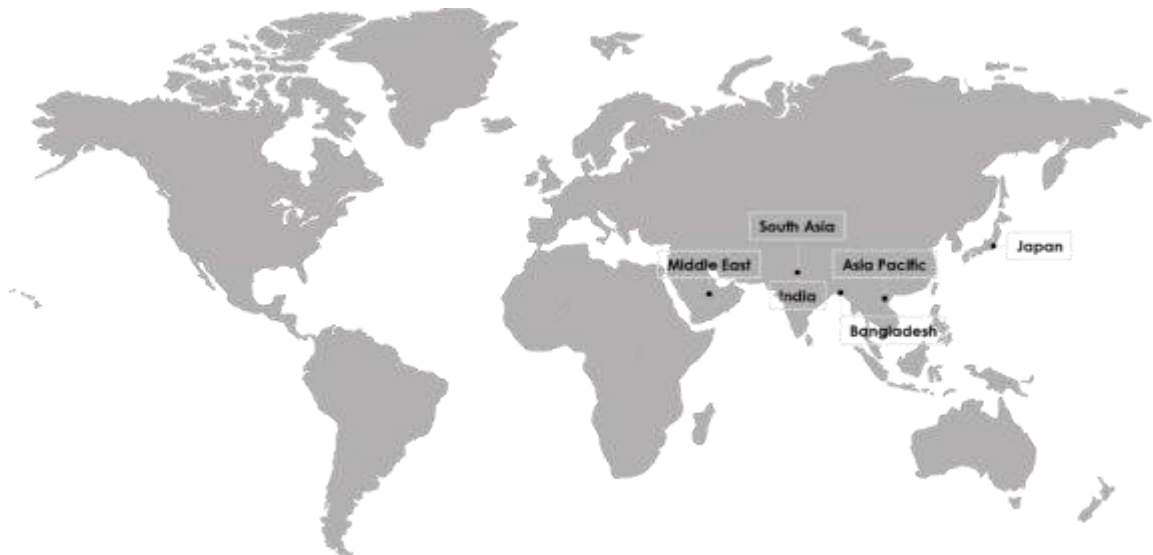 South Asia
Japan
Middle East
Asia Pacific
India
Bangladesh